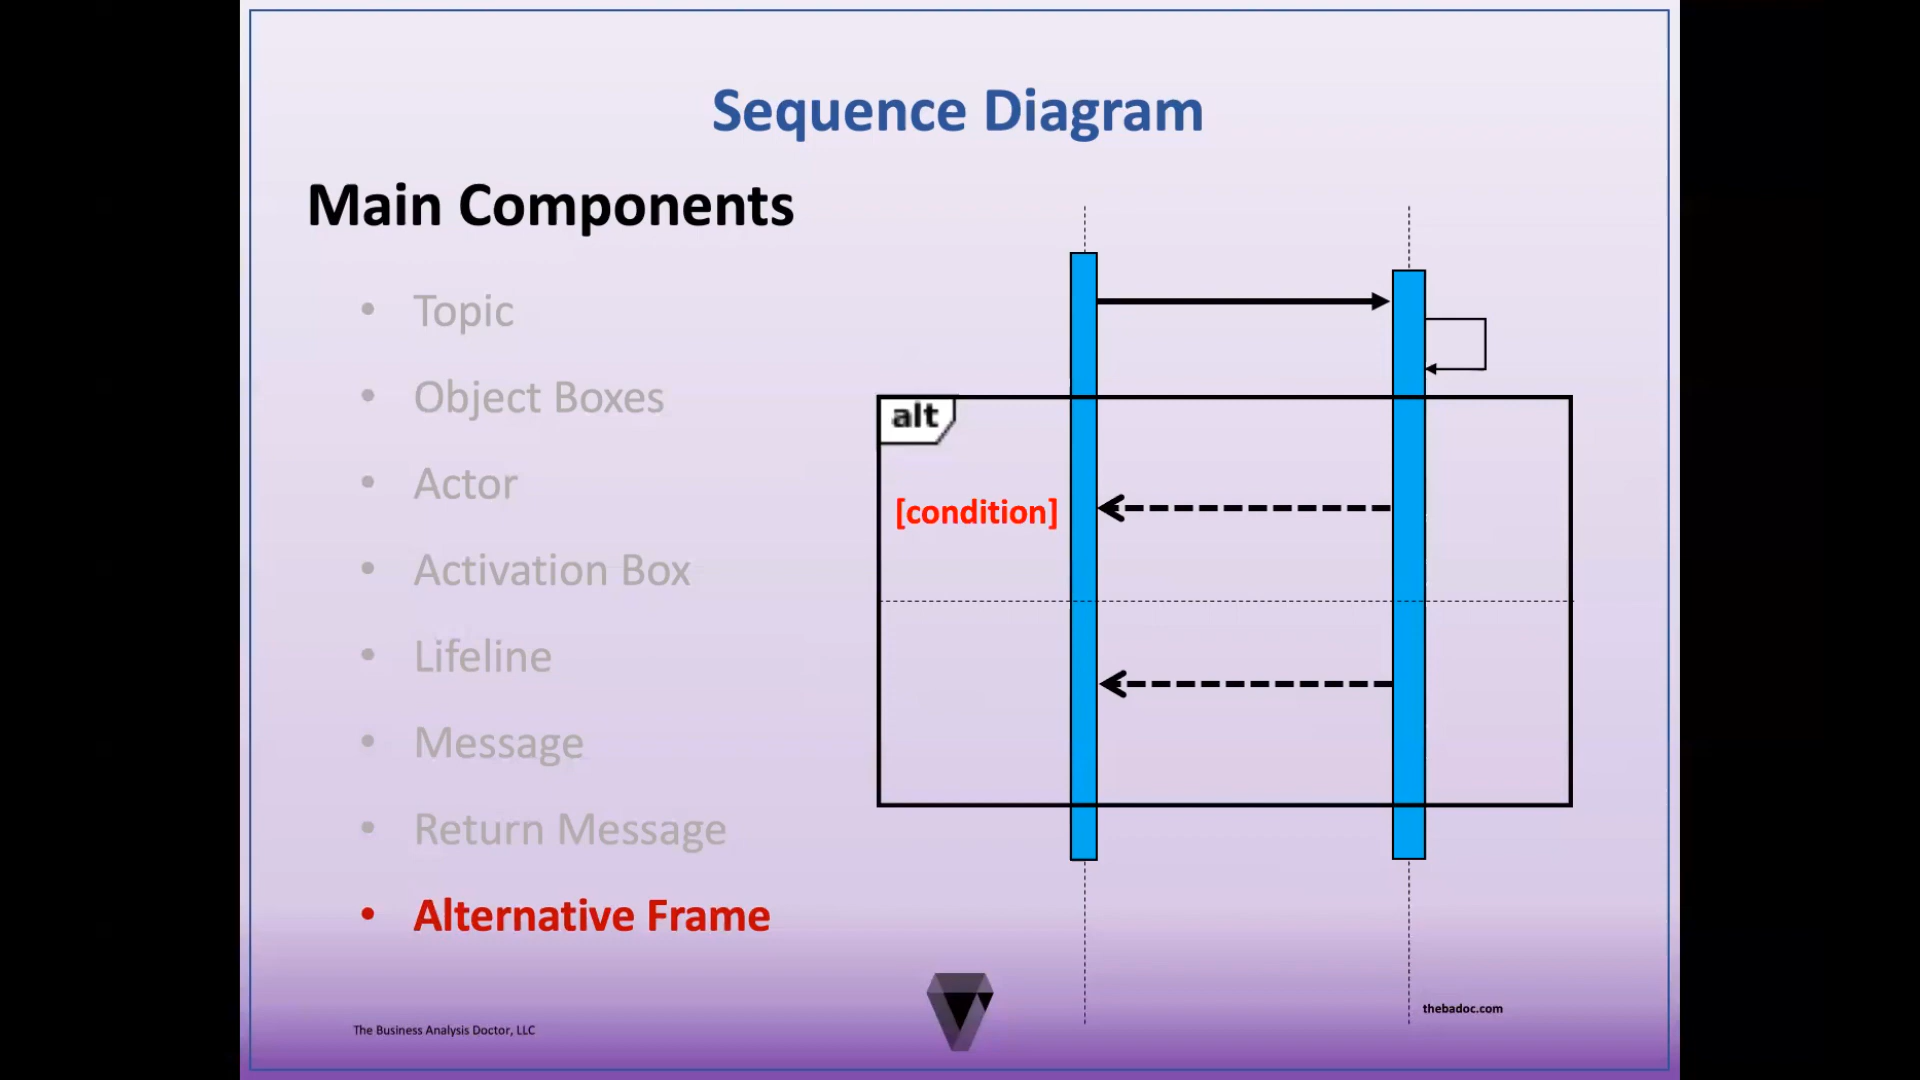 Sequence Diagram
Main Components
• Topic
• Object Boxes
• Actor
• Activation Box
• Lifeline
• Message
• Return Message
• Alternative Frame
alt
[condition]
thebadoc.com
The Business Analysis Doctor, LLC